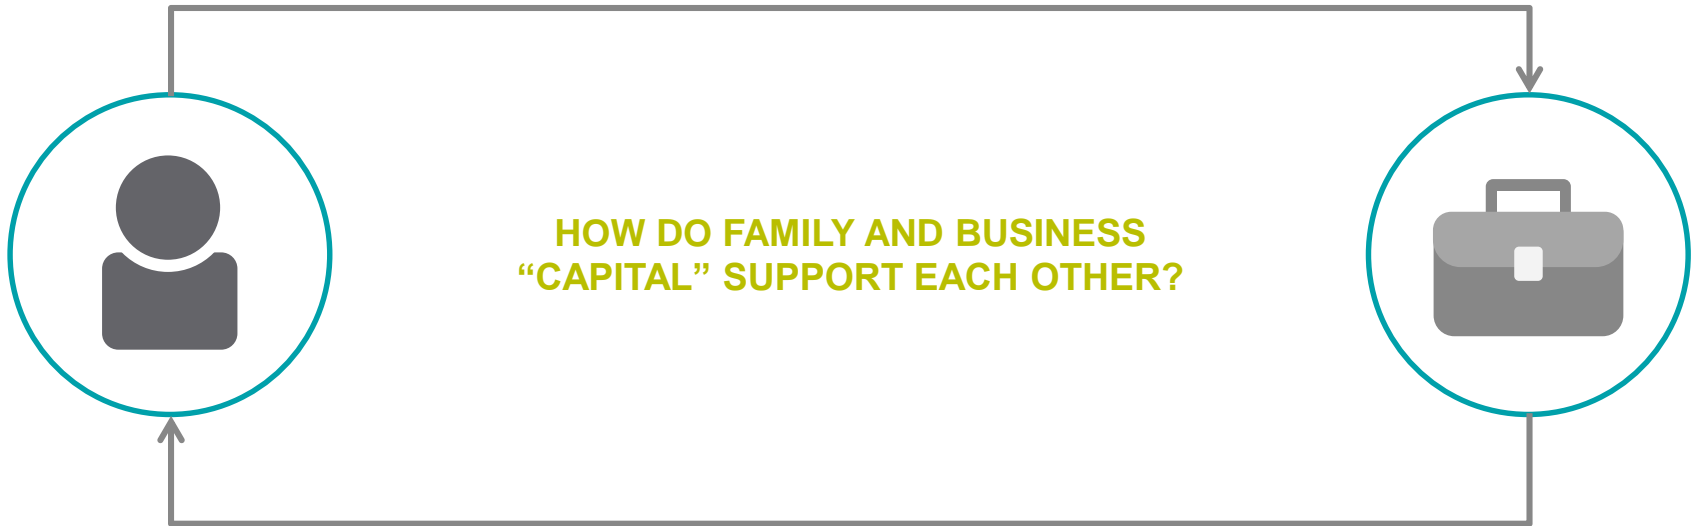 HOW DO FAMILY AND BUSINESS
“CAPITAL” SUPPORT EACH OTHER?